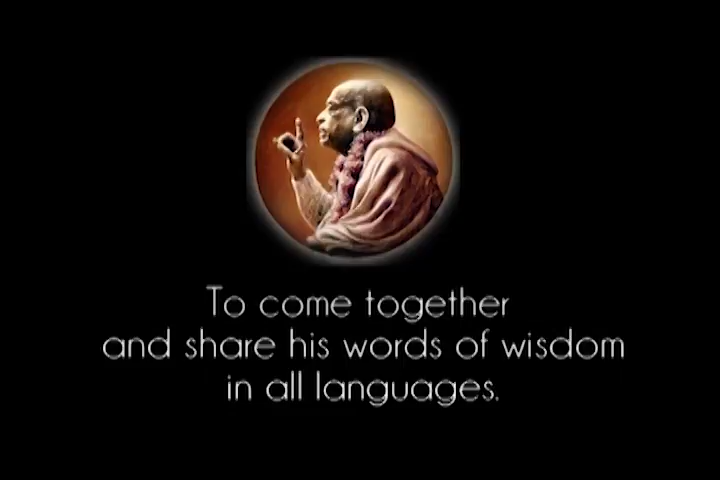 To come together
and share his words of wisdom
in all languages.